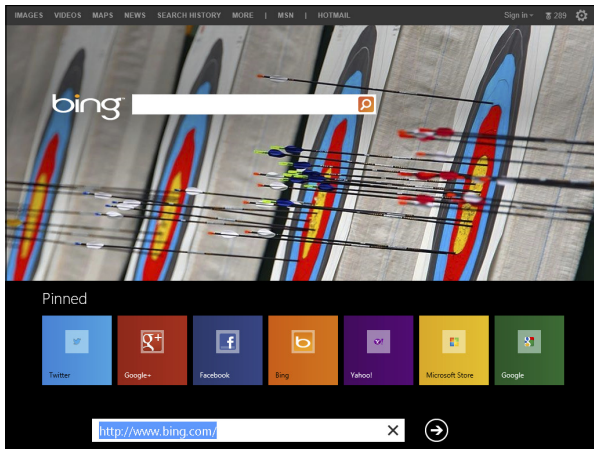 IMAGES VIDEOS MAPS NEWS SEARCH HISTORY MORE | MSN | HOTMAIL Sign in 289
bing™
Pinned
Twitter Google+ Facebook Bing Yahoo! Microsoft Store Google
http://www.bing.com/